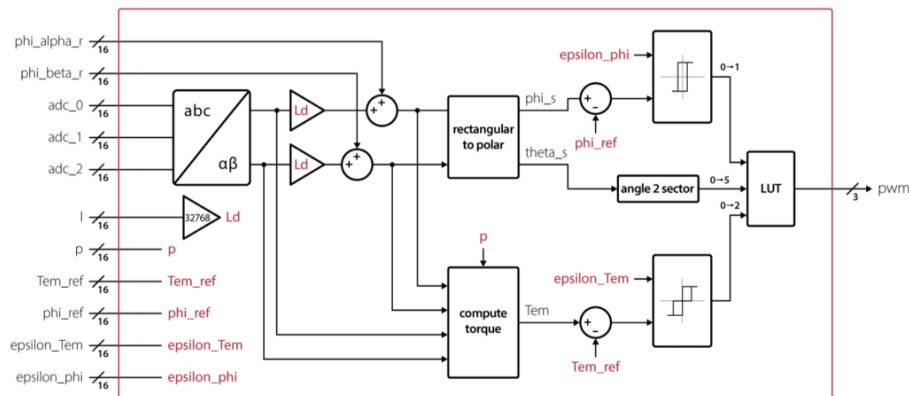 phi_alpha_r
16
phi_beta_r
16
adc_0
16
adc_1
16
adc_2
16
l
16
p
16
Tem_ref
16
phi_ref
16
epsilon_Tem
16
epsilon_phi
16
abc
αβ
32768
Ld
p
Tem_ref
phi_ref
epsilon_Tem
epsilon_phi
Ld
Ld
+
+
+
+
rectangular
to polar
phi_s
theta_s
epsilon_phi
+
-
phi_ref
0→1
angle 2 sector
0→5
0→2
LUT
3
pwm
p
compute
torque
Tem
epsilon_Tem
+
-
Tem_ref